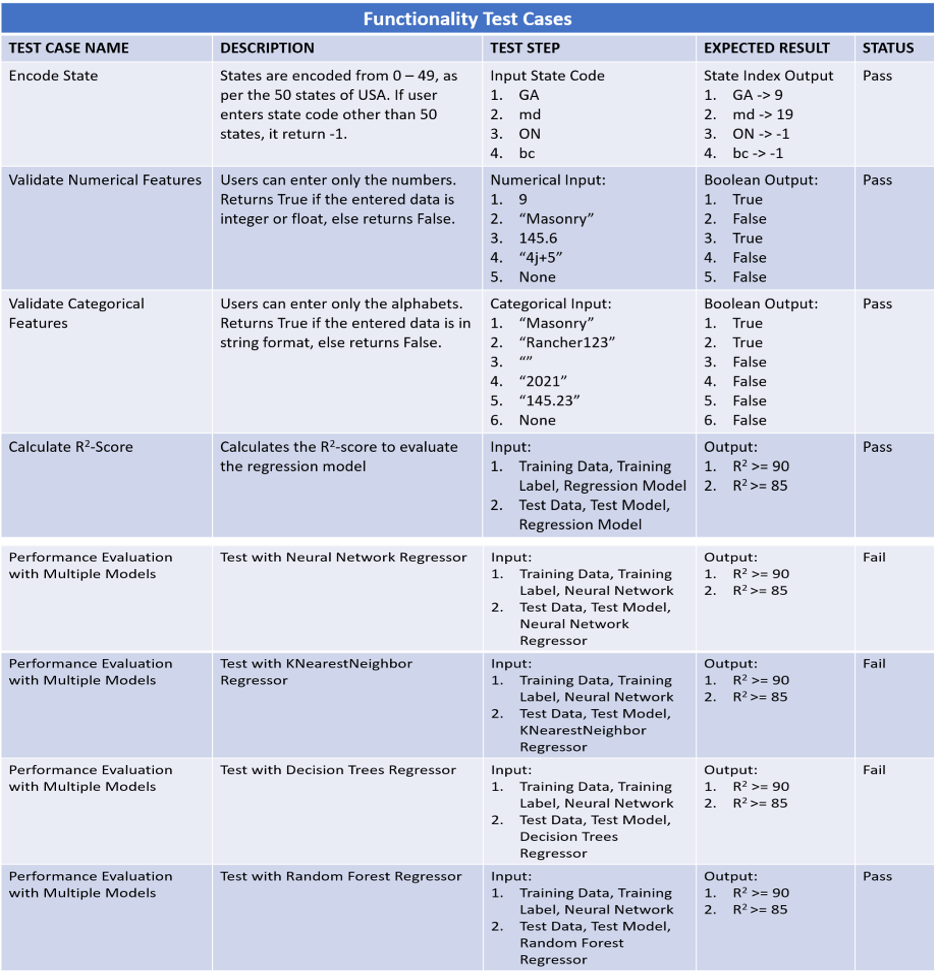 Functionality Test Cases
TEST CASE NAME DESCRIPTION TEST STEP EXPECTED RESULT STATUS
Encode State
States are encoded from 0 – 49, as
per the 50 states of USA. If user
enters state code other than 50
states, it return -1.
Input State Code
1. GA
2. md
3. ON
4. bc
State Index Output
1. GA -> 9
2. md -> 19
3. ON -> -1
4. bc -> -1
Pass
Validate Numerical Features
Users can enter only the numbers.
Returns True if the entered data is
integer or float, else returns False.
Numerical Input:
1. 9
2. “Masonry”
3. 145.6
4. “4j+5”
5. None
Boolean Output:
1. True
2. False
3. True
4. False
5. False
Pass
Validate Categorical
Features
Users can enter only the alphabets.
Returns True if the entered data is in
string format, else returns False.
Categorical Input:
1. “Masonry”
2. “Rancher123”
3. “”
4. “2021”
5. “145.23”
6. None
Boolean Output:
1. True
2. True
3. False
4. False
5. False
6. False
Pass
Calculate R²-Score
Calculates the R²-score to evaluate
the regression model
Input:
1. Training Data, Training
Label, Regression Model
2. Test Data, Test Model,
Regression Model
Output:
1. R² >= 90
2. R² >= 85
Pass
Performance Evaluation
with Multiple Models
Test with Neural Network Regressor
Input:
1. Training Data, Training
Label, Neural Network
2. Test Data, Test Model,
Neural Network
Regressor
Output:
1. R² >= 90
2. R² >= 85
Fail
Performance Evaluation
with Multiple Models
Test with KNearestNeighbor
Regressor
Input:
1. Training Data, Training
Label, Neural Network
2. Test Data, Test Model,
KNearestNeighbor
Regressor
Output:
1. R² >= 90
2. R² >= 85
Fail
Performance Evaluation
with Multiple Models
Test with Decision Trees Regressor
Input:
1. Training Data, Training
Label, Neural Network
2. Test Data, Test Model,
Decision Trees
Regressor
Output:
1. R² >= 90
2. R² >= 85
Fail
Performance Evaluation
with Multiple Models
Test with Random Forest Regressor
Input:
1. Training Data, Training
Label, Neural Network
2. Test Data, Test Model,
Random Forest
Regressor
Output:
1. R² >= 90
2. R² >= 85
Pass